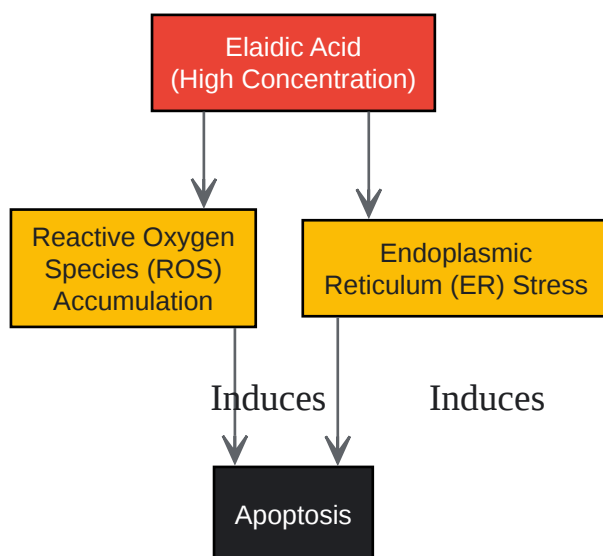 Elaidic Acid
(High Concentration)
Reactive Oxygen
Species (ROS)
Accumulation
Endoplasmic
Reticulum (ER) Stress
Induces
Induces
Apoptosis